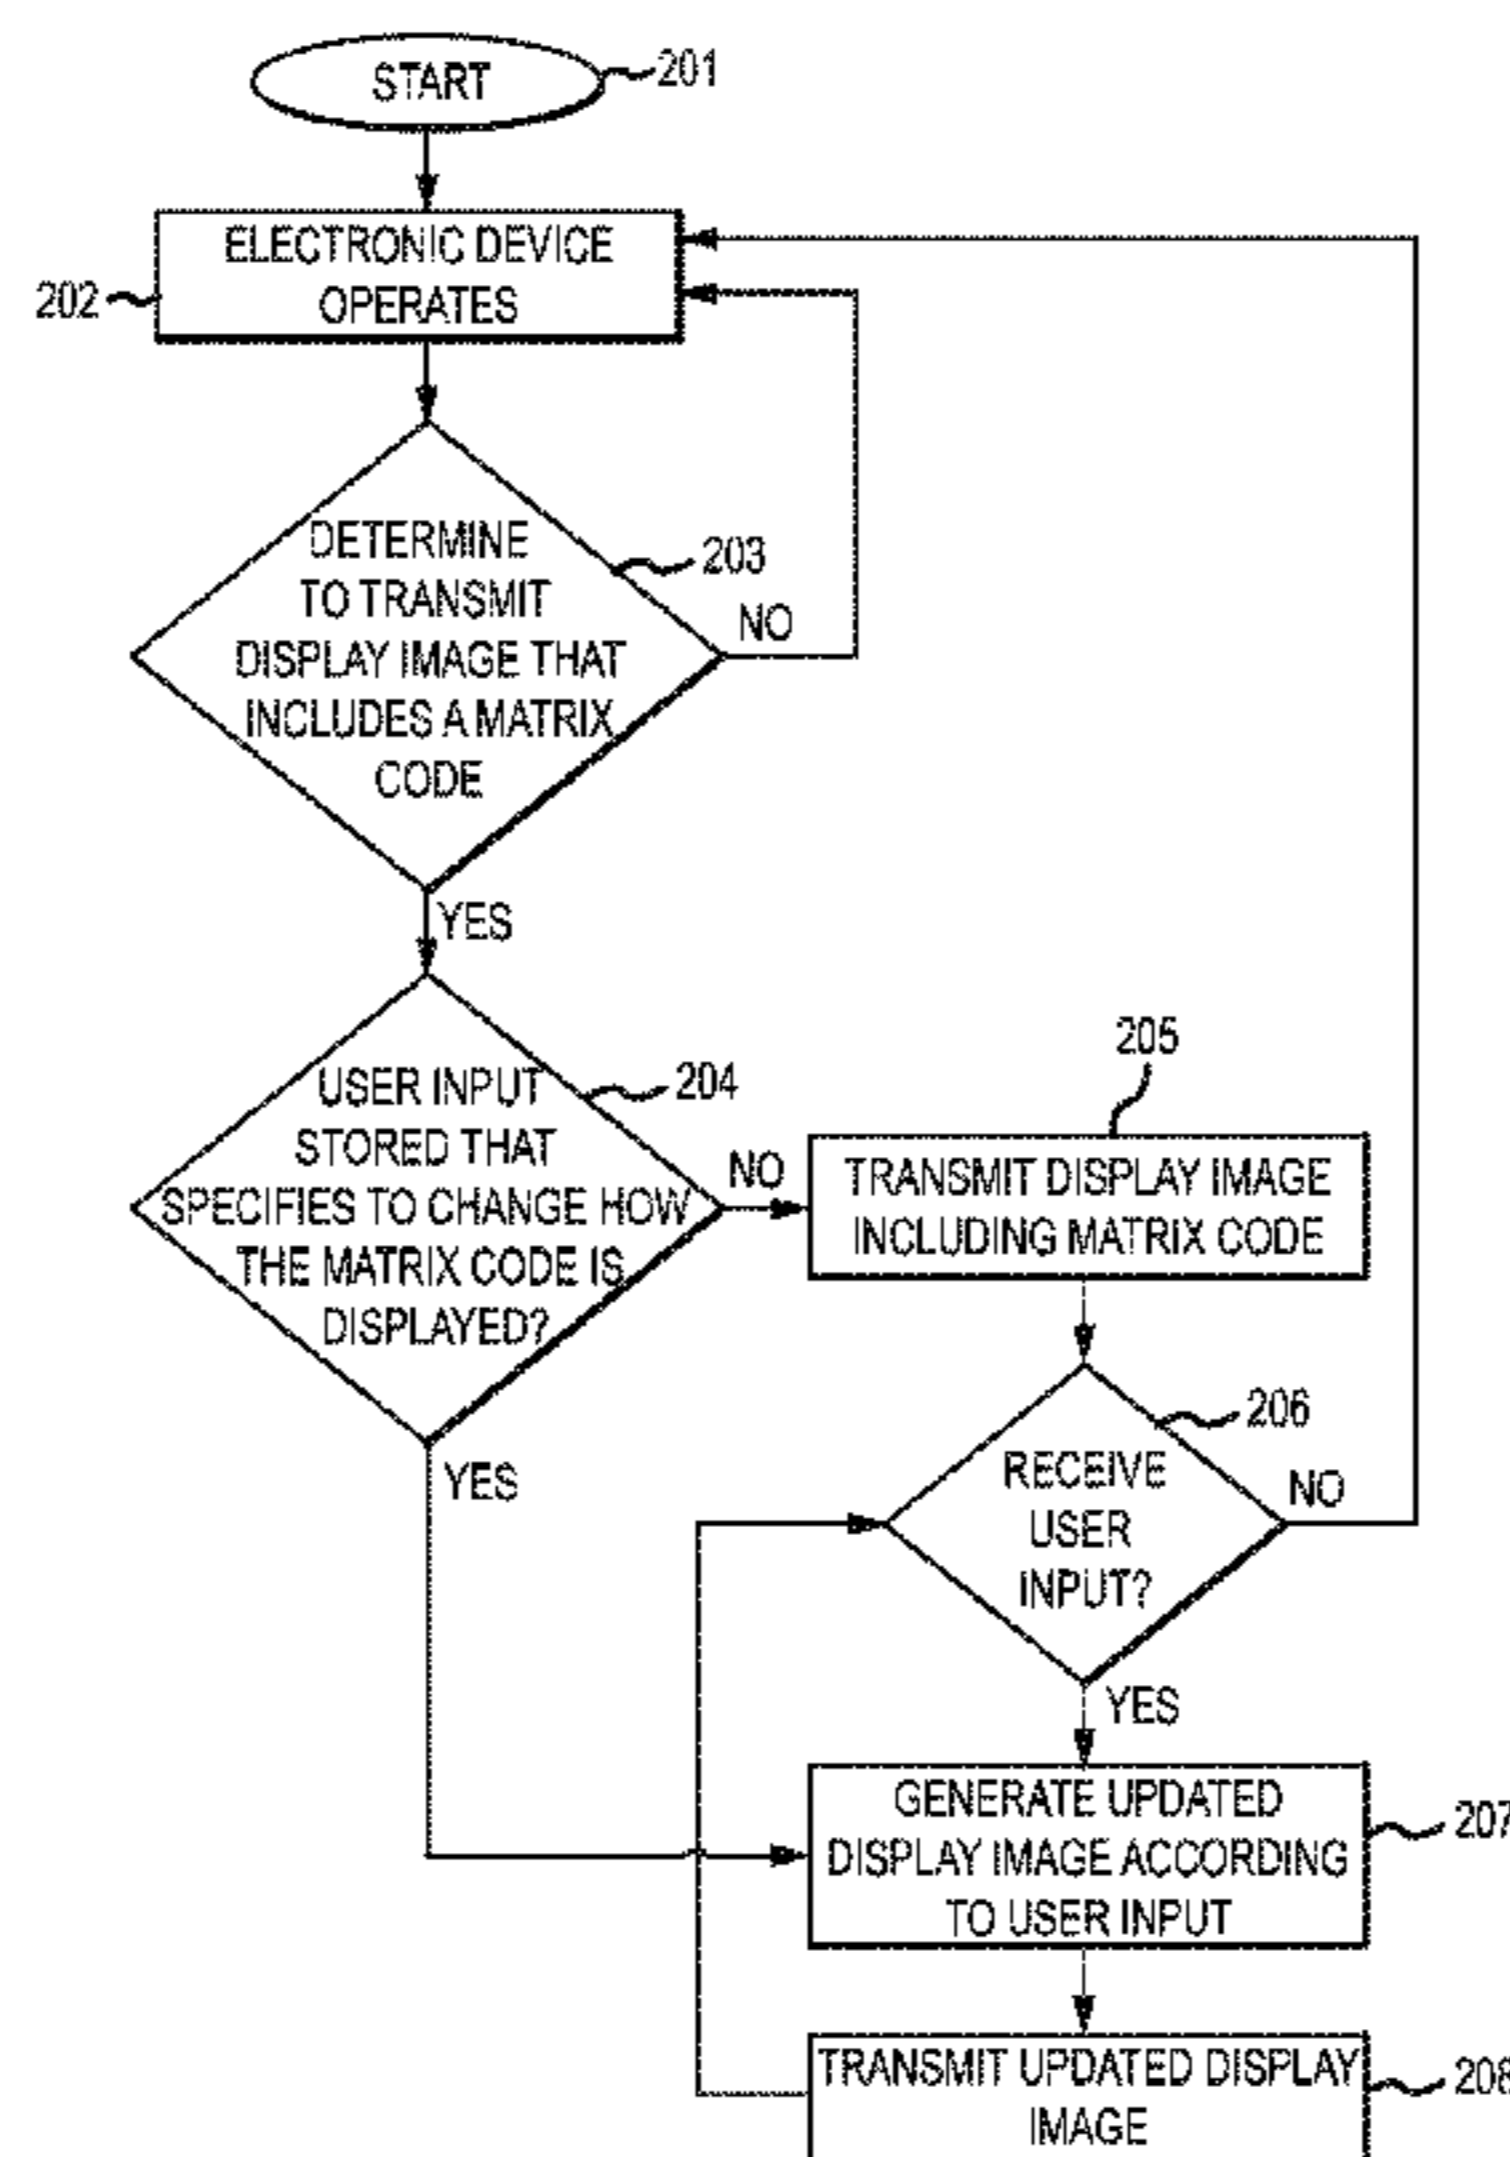 START
201
ELECTRONIC DEVICE
OPERATES
202
DETERMINE
TO TRANSMIT
DISPLAY IMAGE THAT
INCLUDES A MATRIX
CODE
203
NO
YES
USER INPUT
STORED THAT
SPECIFIES TO CHANGE HOW
THE MATRIX CODE IS
DISPLAYED?
204
NO
YES
205
TRANSMIT DISPLAY IMAGE
INCLUDING MATRIX CODE
206
RECEIVE
USER
INPUT?
NO
YES
GENERATE UPDATED
DISPLAY IMAGE ACCORDING
TO USER INPUT
207
TRANSMIT UPDATED DISPLAY
IMAGE
208